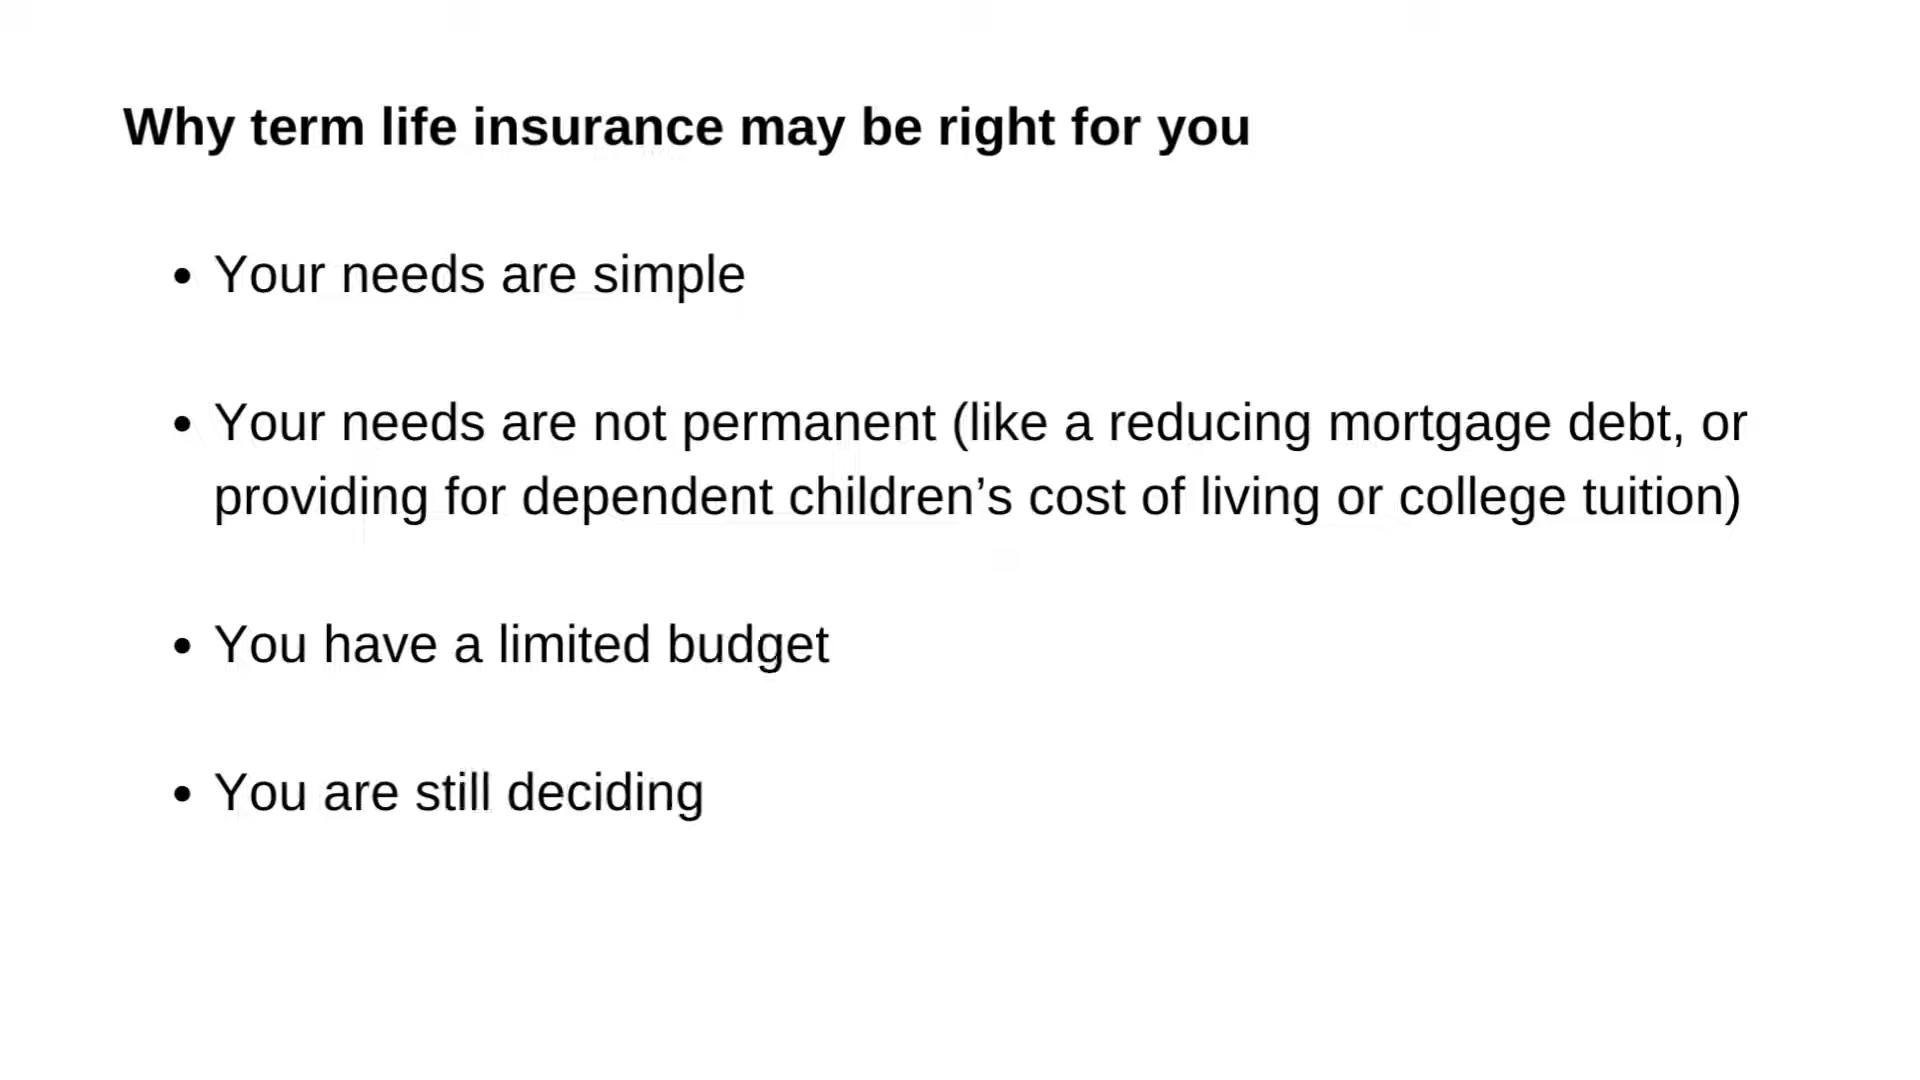 Why term life insurance may be right for you
• Your needs are simple
• Your needs are not permanent (like a reducing mortgage debt, or
providing for dependent children’s cost of living or college tuition)
• You have a limited budget
• You are still deciding